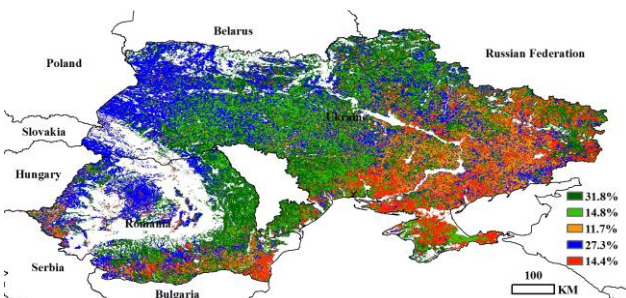 Belarus
Poland
Russian Federation
Ukraine
Slovakia
Hungary
Romania
Serbia
Bulgaria
31.8%
14.8%
11.7%
27.3%
14.4%
100
KM